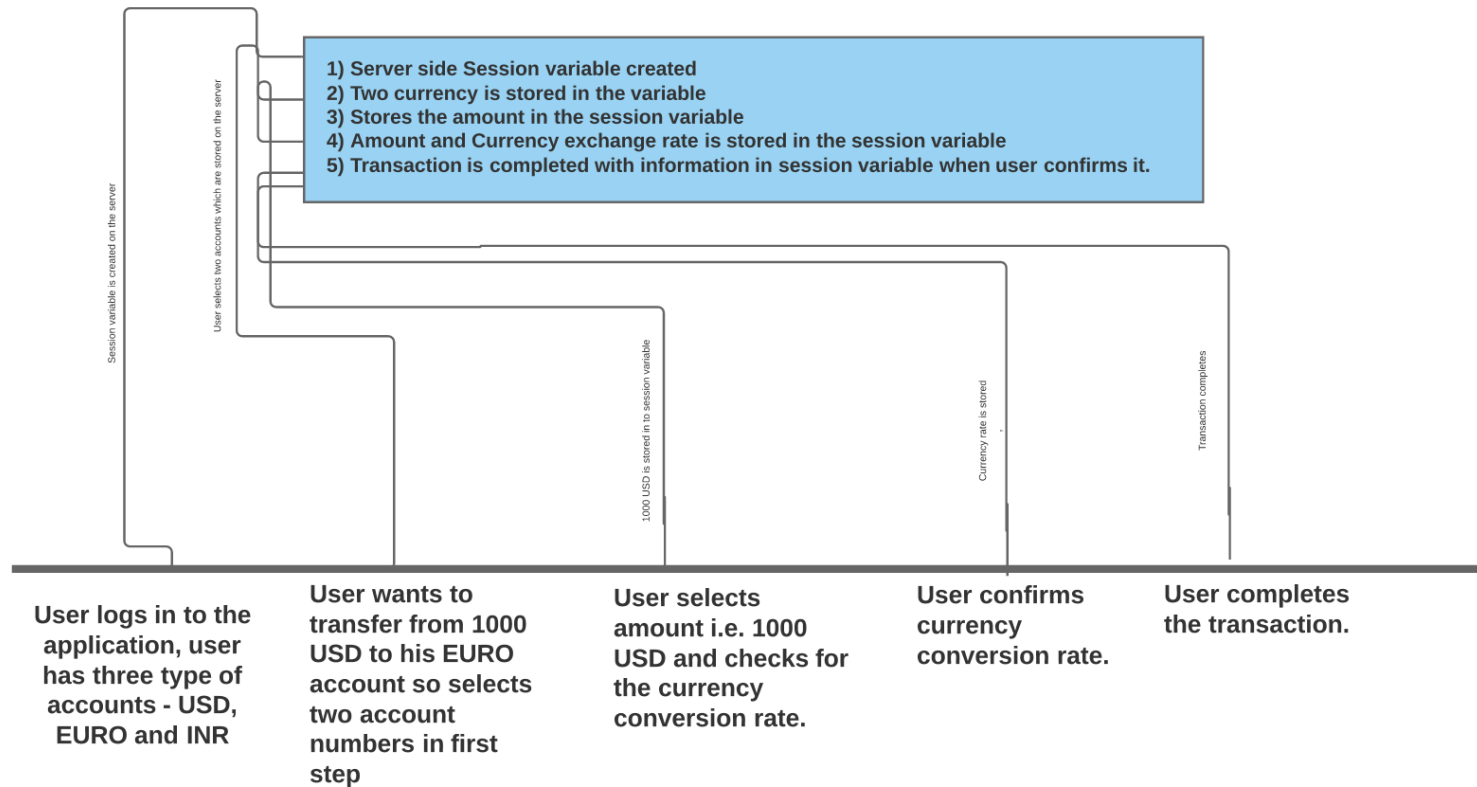 1) Server side Session variable created
2) Two currency is stored in the variable
3) Stores the amount in the session variable
4) Amount and Currency exchange rate is stored in the session variable
5) Transaction is completed with information in session variable when user confirms it.
Session variable is created on the server
User selects two accounts which are stored on the server
1000 USD is stored in to session variable
Currency rate is stored
Transaction completes
User logs in to the
application, user
has three type of
accounts - USD,
EURO and INR
User wants to
transfer from 1000
USD to his EURO
account so selects
two account
numbers in first
step
User selects
amount i.e. 1000
USD and checks for
the currency
conversion rate.
User confirms
currency
conversion rate.
User completes
the transaction.